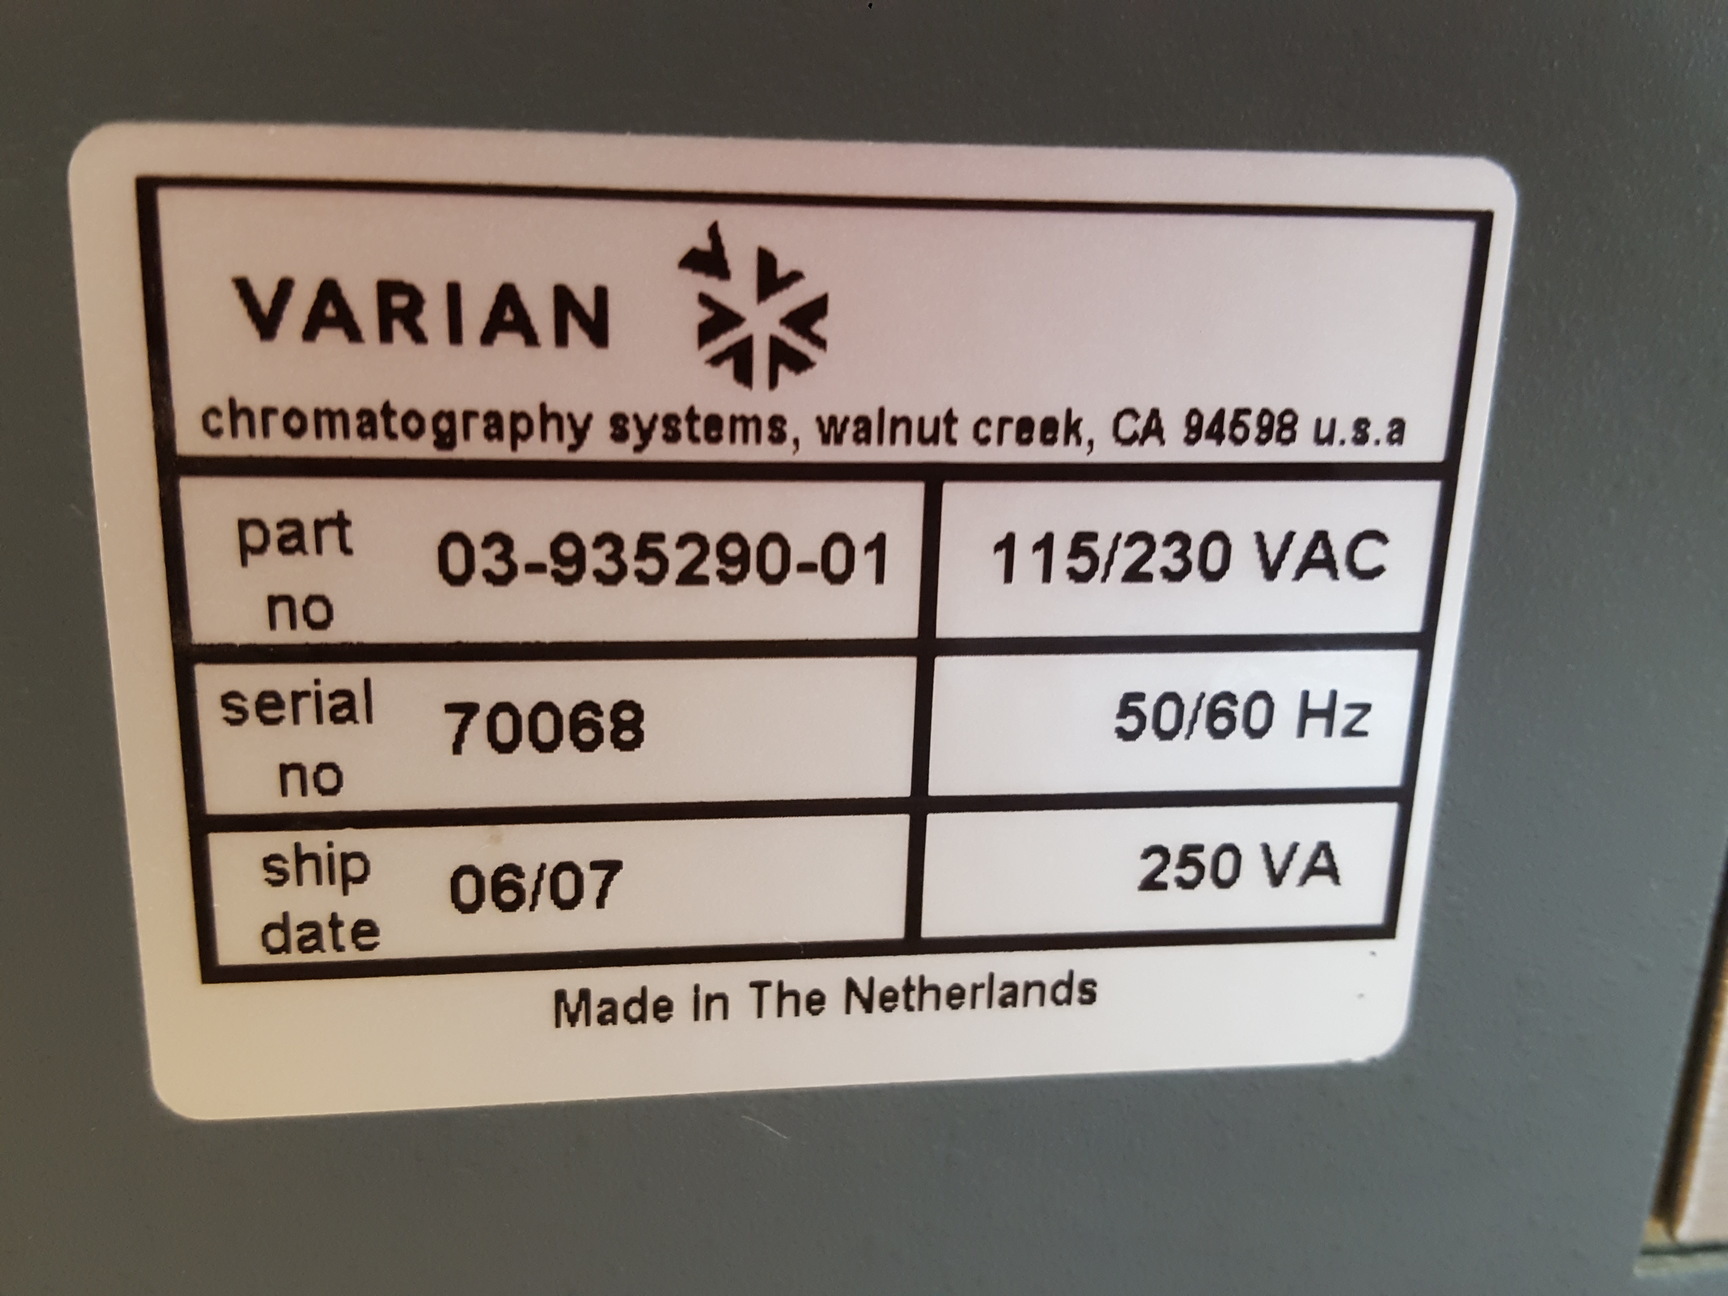 VARIAN
chromatography systems, walnut creek, CA 94598 u.s.a
part no 03-935290-01 115/230 VAC
serial no 70068 50/60 Hz
ship date 06/07 250 VA
Made in The Netherlands